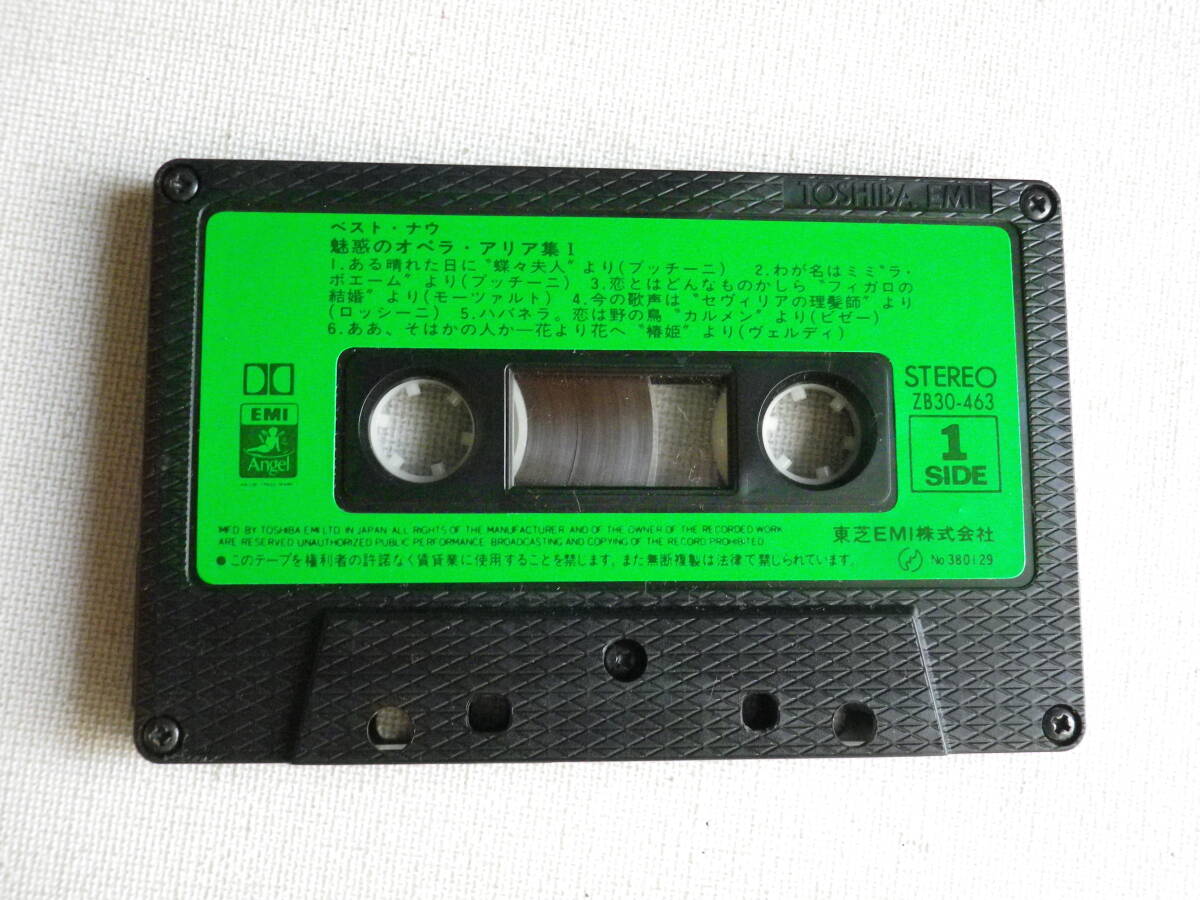 TOSHIBA EMI
ベスト・ナウ
魅惑のオペラ・アリア集 I
1.ある晴れた日に〝蝶々夫人〟より(プッチーニ) 2.わが名はミミ〝ラ・
ボエーム〟より(プッチーニ) 3.恋とはどんなものかしら〝フィガロの
結婚〟より(モーツァルト) 4.今の歌声は〝セヴィリアの理髪師〟より
(ロッシーニ) 5.ハバネラ。恋は野の鳥〝カルメン〟より(ビゼー)
6.ああ、そはかの人か―花より花へ〝椿姫〟より(ヴェルディ)
STEREO
ZB30-463
1
SIDE
EMI
Angel
MFD. BY TOSHIBA EMI LTD. IN JAPAN. ALL RIGHTS OF THE MANUFACTURER AND OF THE OWNER OF THE RECORDED WORK
ARE RESERVED UNAUTHORIZED PUBLIC PERFORMANCE BROADCASTING AND COPYING OF THE RECORD PROHIBITED.
東芝EMI株式会社
●このテープを権利者の許諾なく賃貸業に使用することを禁じます。また無断複製は法律で禁じられています。
No380129